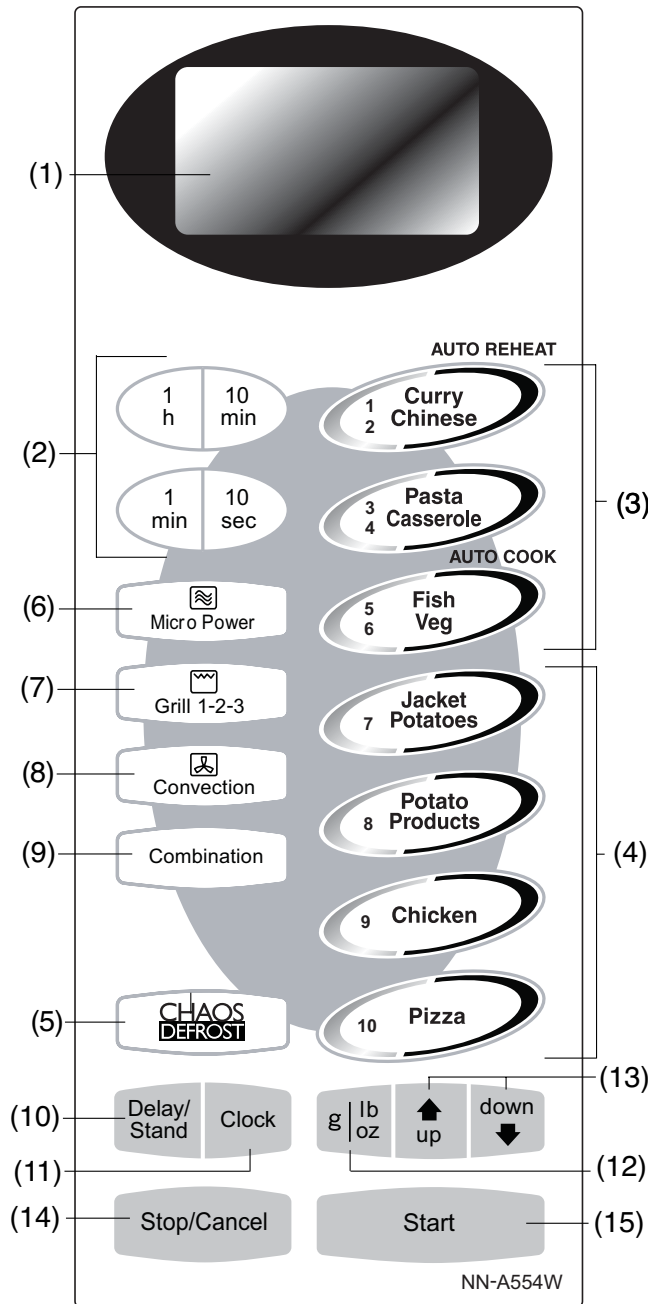 (1)
AUTO REHEAT
1
h
10
min
1
2
Curry
Chinese
(2)
(3)
1
min
10
sec
3
4
Pasta
Casserole
AUTO COOK
(6)
Micro Power
5
6
Fish
Veg
(7)
Grill 1-2-3
7
Jacket
Potatoes
(8)
Convection
8
Potato
Products
(9)
Combination
(4)
9
Chicken
(5)
CHAOS
DEFROST
10
Pizza
(13)
(10)
Delay/
Stand
Clock
g
lb
oz
up
down
(11)
(12)
(14)
Stop/Cancel
Start
(15)
NN-A554W